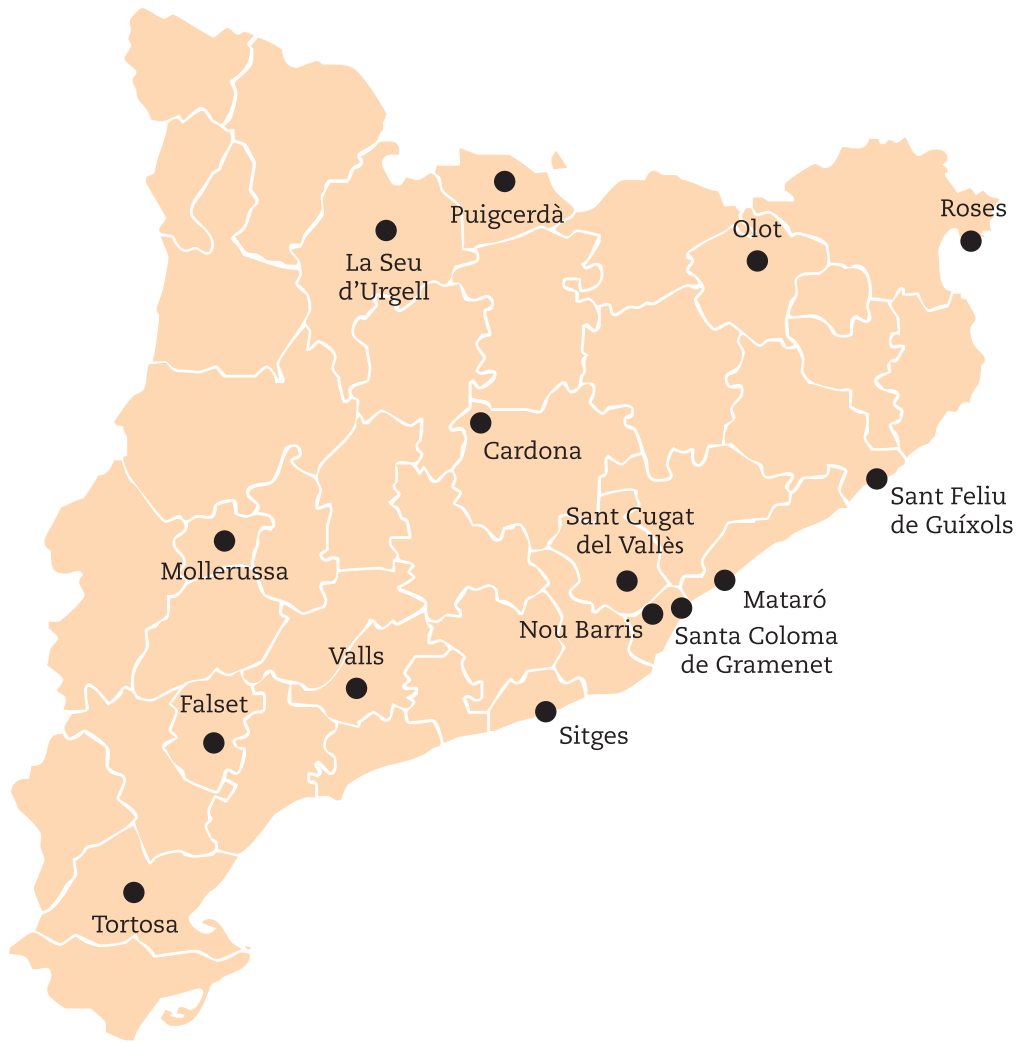 Roses
Puigcerdà
Olot
La Seu
d'Urgell
Cardona
Sant Feliu
de Guíxols
Sant Cugat
del Vallès
Mollerussa
Mataró
Nou Barris
Santa Coloma
de Gramenet
Valls
Falset
Sitges
Tortosa